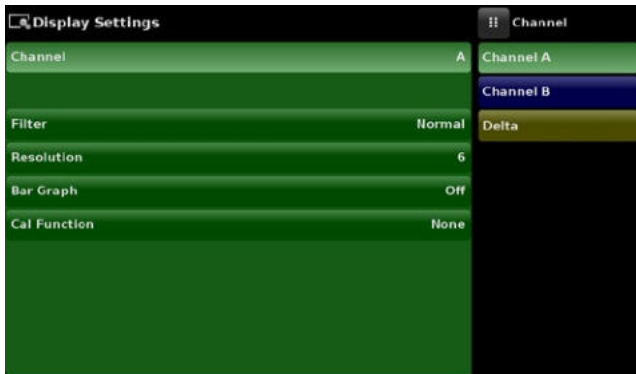 Display Settings
Channel A
Filter Normal
Resolution 6
Bar Graph Off
Cal Function None
Channel
Channel A
Channel B
Delta